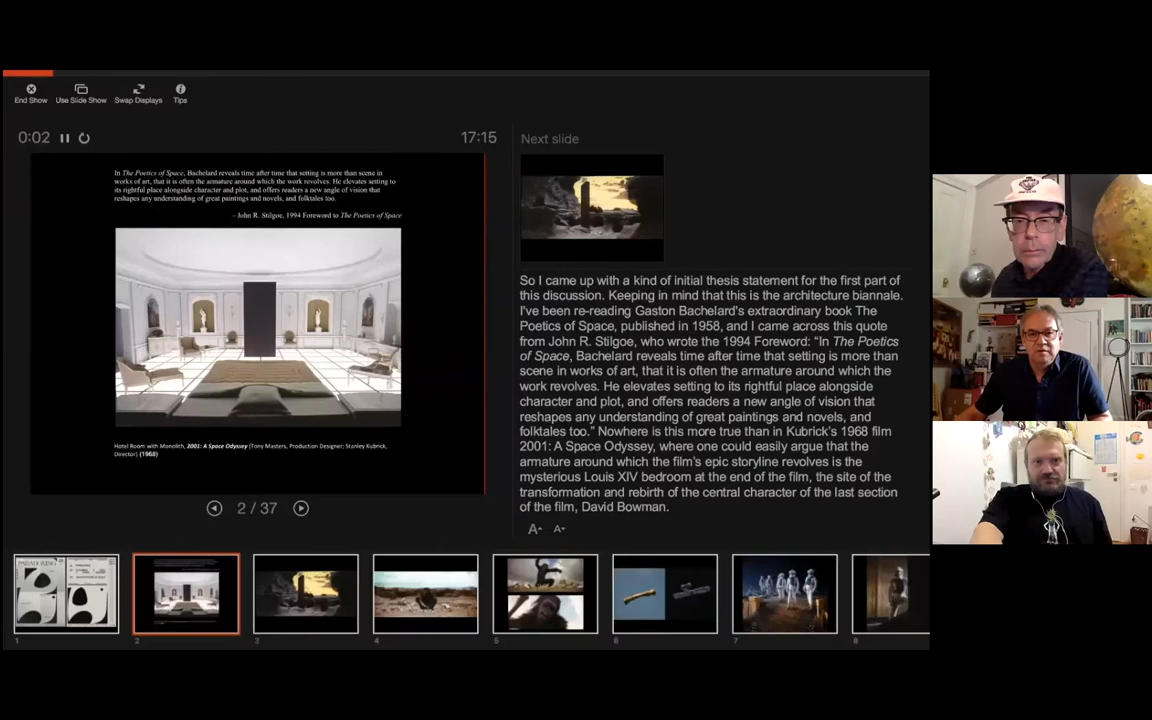 End Show
Use Slide Show
Swap Displays
Tips
0:02
17:15
In The Poetics of Space, Bachelard reveals time after time that setting is more than scene in
works of art, that it is often the armature around which the work revolves. He elevates setting to
its rightful place alongside character and plot, and offers readers a new angle of vision that
reshapes any understanding of great paintings and novels, and folktales too.
– John R. Stilgoe, 1994 Foreword to The Poetics of Space
Hotel Room with Monolith, 2001: A Space Odyssey (Tony Masters, Production Designer; Stanley Kubrick,
Director) (1968)
2 / 37
Next slide
So I came up with a kind of initial thesis statement for the first part of
this discussion. Keeping in mind that this is the architecture biannale.
I've been re-reading Gaston Bachelard's extraordinary book The
Poetics of Space, published in 1958, and I came across this quote
from John R. Stilgoe, who wrote the 1994 Foreword: "In The Poetics
of Space, Bachelard reveals time after time that setting is more than
scene in works of art, that it is often the armature around which the
work revolves. He elevates setting to its rightful place alongside
character and plot, and offers readers a new angle of vision that
reshapes any understanding of great paintings and novels, and
folktales too." Nowhere is this more true than in Kubrick's 1968 film
2001: A Space Odyssey, where one could easily argue that the
armature around which the film's epic storyline revolves is the
mysterious Louis XIV bedroom at the end of the film, the site of the
transformation and rebirth of the central character of the last section
of the film, David Bowman.
A A
1
2
3
4
5
6
7
8